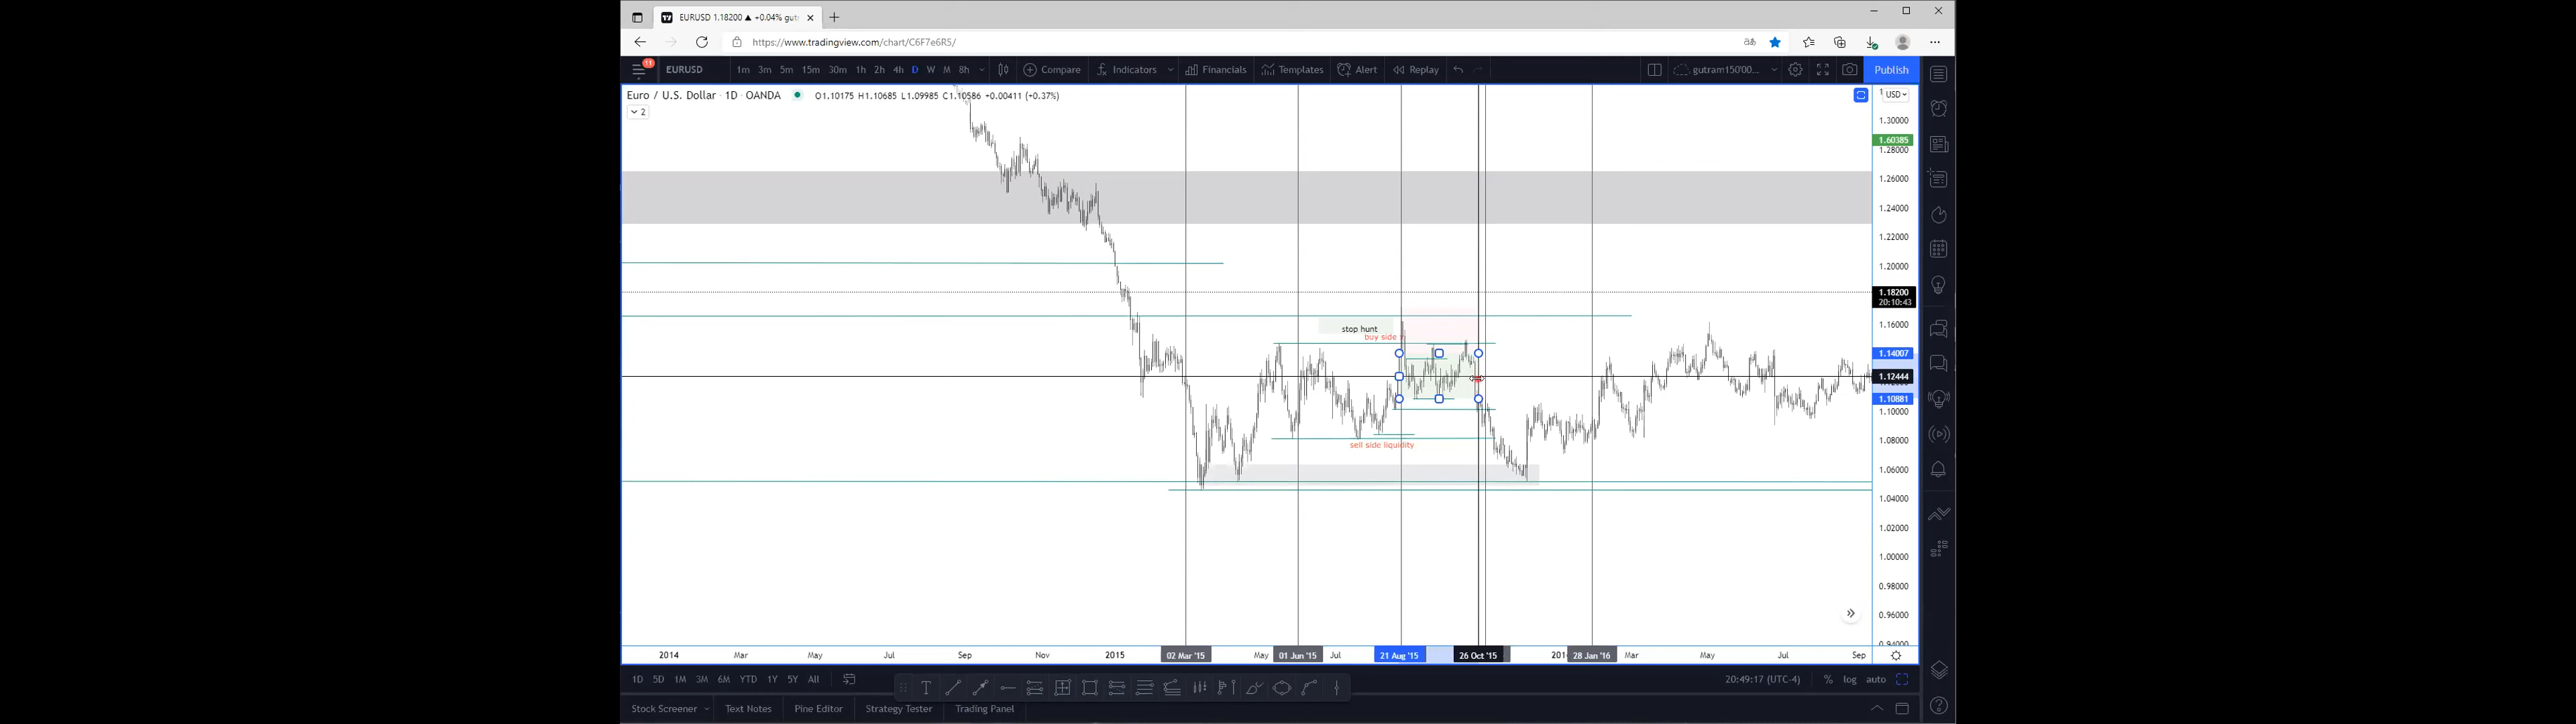 EURUSD 1.18200 ▲ +0.04% gut
https://www.tradingview.com/chart/C6F7e6R5/
11
EURUSD 1m 3m 5m 15m 30m 1h 2h 4h D W M 8h Compare Indicators Financials Templates Alert Replay gutram150'00... Publish
Euro / U.S. Dollar · 1D · OANDA O1.10175 H1.10685 L1.09985 C1.10586 +0.00411 (+0.37%)
USD
2
1.30000
1.60385
1.28000
1.26000
1.24000
1.22000
1.20000
1.18200
20:10:43
1.16000
stop hunt
buy side
1.14007
1.12444
1.10881
1.10000
1.08000
sell side liquidity
1.06000
1.04000
1.02000
1.00000
0.98000
0.96000
0.94000
2014 Mar May Jul Sep Nov 2015 02 Mar '15 May 01 Jun '15 Jul 21 Aug '15 26 Oct '15 201 28 Jan '16 Mar May Jul Sep
1D 5D 1M 3M 6M YTD 1Y 5Y All
20:49:17 (UTC-4) % log auto
Stock Screener Text Notes Pine Editor Strategy Tester Trading Panel